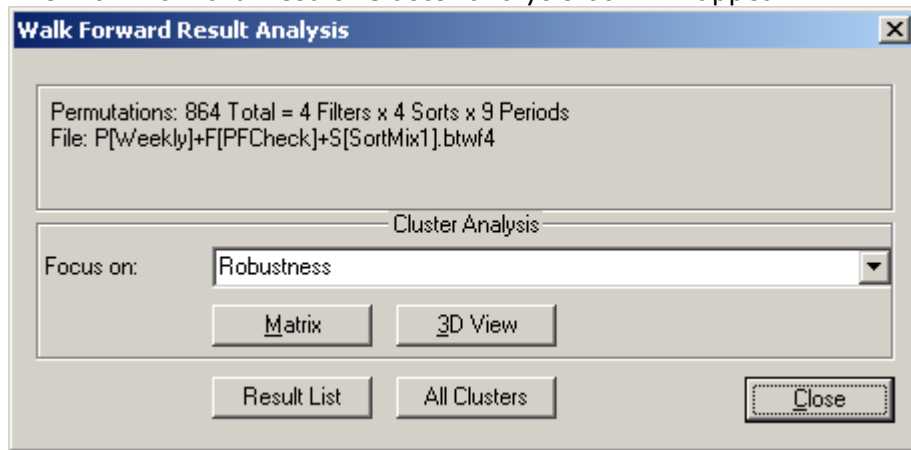 Walk Forward Result Analysis
Permutations: 864 Total = 4 Filters x 4 Sorts x 9 Periods
File: P[Weekly]+F[PFCheck]+S[SortMix1].btwf4
Cluster Analysis
Focus on: Robustness
Matrix 3D View
Result List All Clusters Close